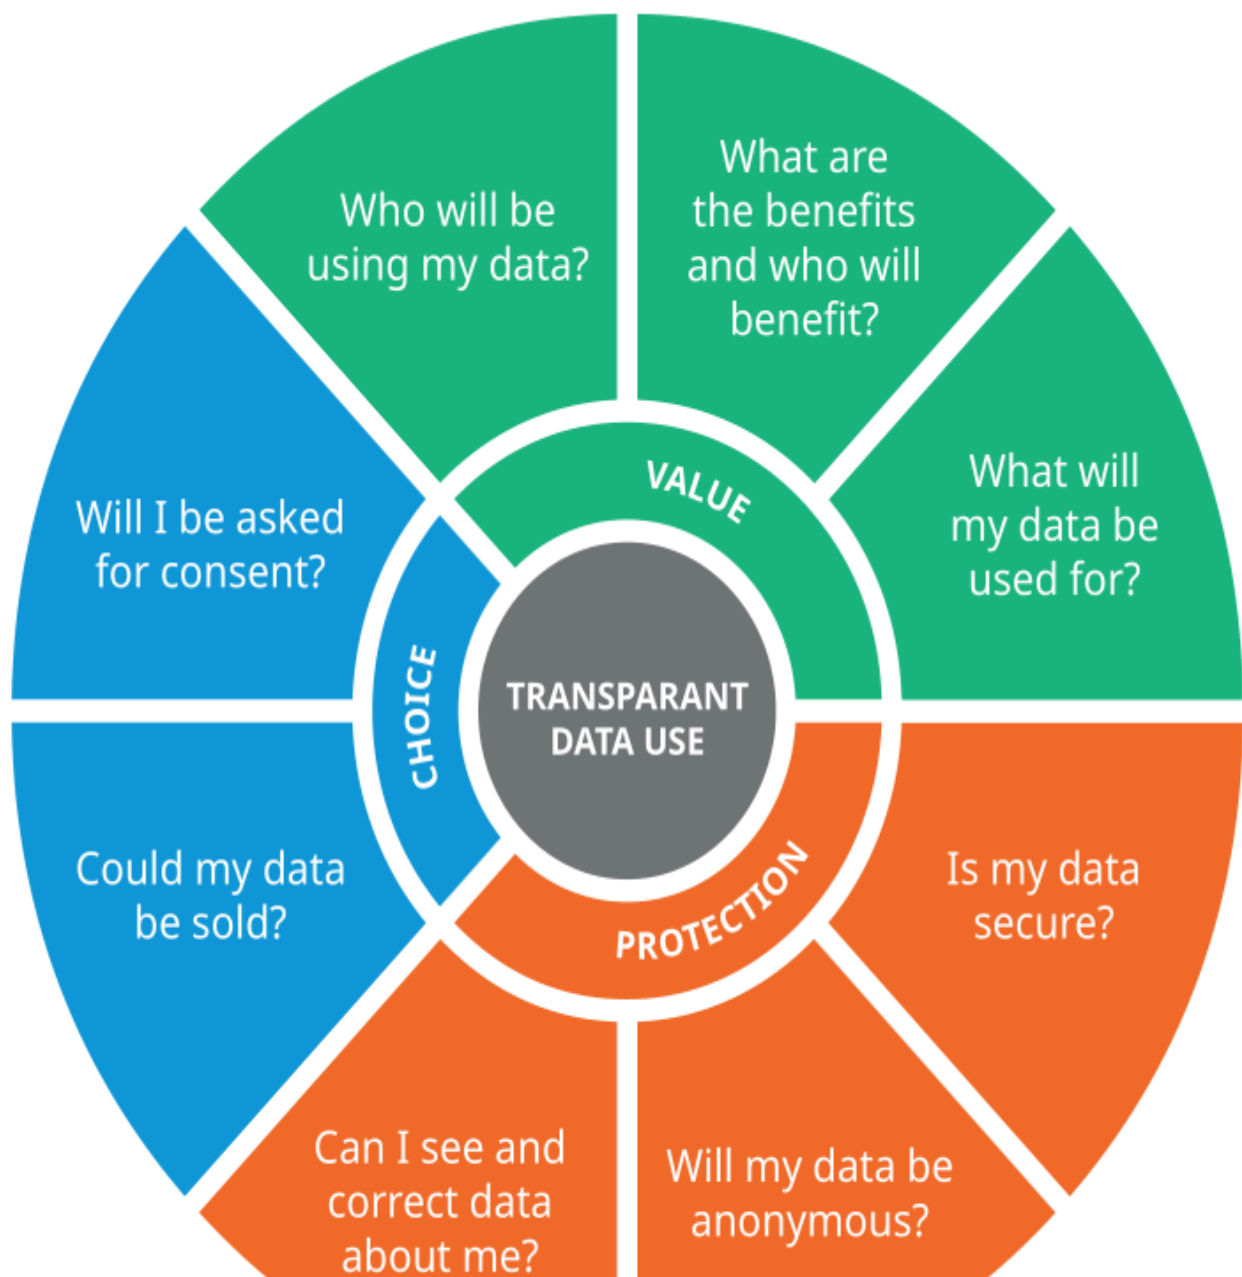 What are
the benefits
and who will
benefit?
Who will be
using my data?
What will
my data be
used for?
VALUE
Will I be asked
for consent?
CHOICE
TRANSPARANT
DATA USE
Could my data
be sold?
Is my data
secure?
PROTECTION
Can I see and
correct data
about me?
Will my data be
anonymous?